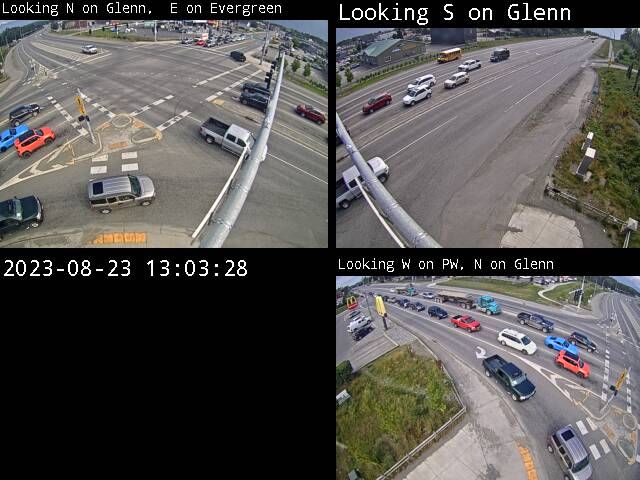 Looking N on Glenn, E on Evergreen
Looking S on Glenn
2023-08-23 13:03:28
Looking W on PW, N on Glenn